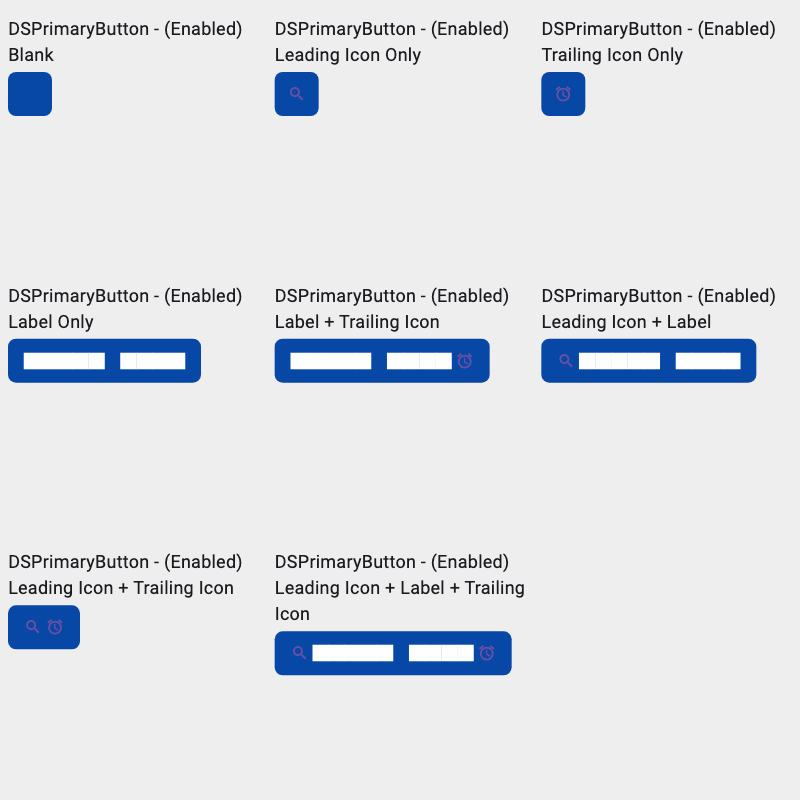 DSPrimaryButton - (Enabled)
Blank
DSPrimaryButton - (Enabled)
Leading Icon Only
DSPrimaryButton - (Enabled)
Trailing Icon Only
DSPrimaryButton - (Enabled)
Label Only
DSPrimaryButton - (Enabled)
Label + Trailing Icon
DSPrimaryButton - (Enabled)
Leading Icon + Label
DSPrimaryButton - (Enabled)
Leading Icon + Trailing Icon
DSPrimaryButton - (Enabled)
Leading Icon + Label + Trailing
Icon